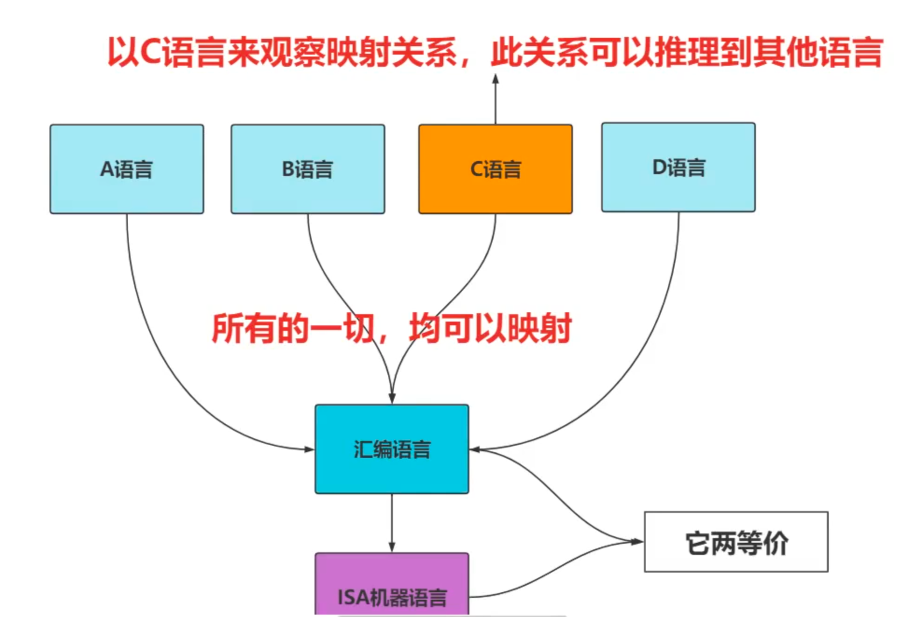 以C语言来观察映射关系，此关系可以推理到其他语言
A语言
B语言
C语言
D语言
所有的一切，均可以映射
汇编语言
它两等价
ISA机器语言